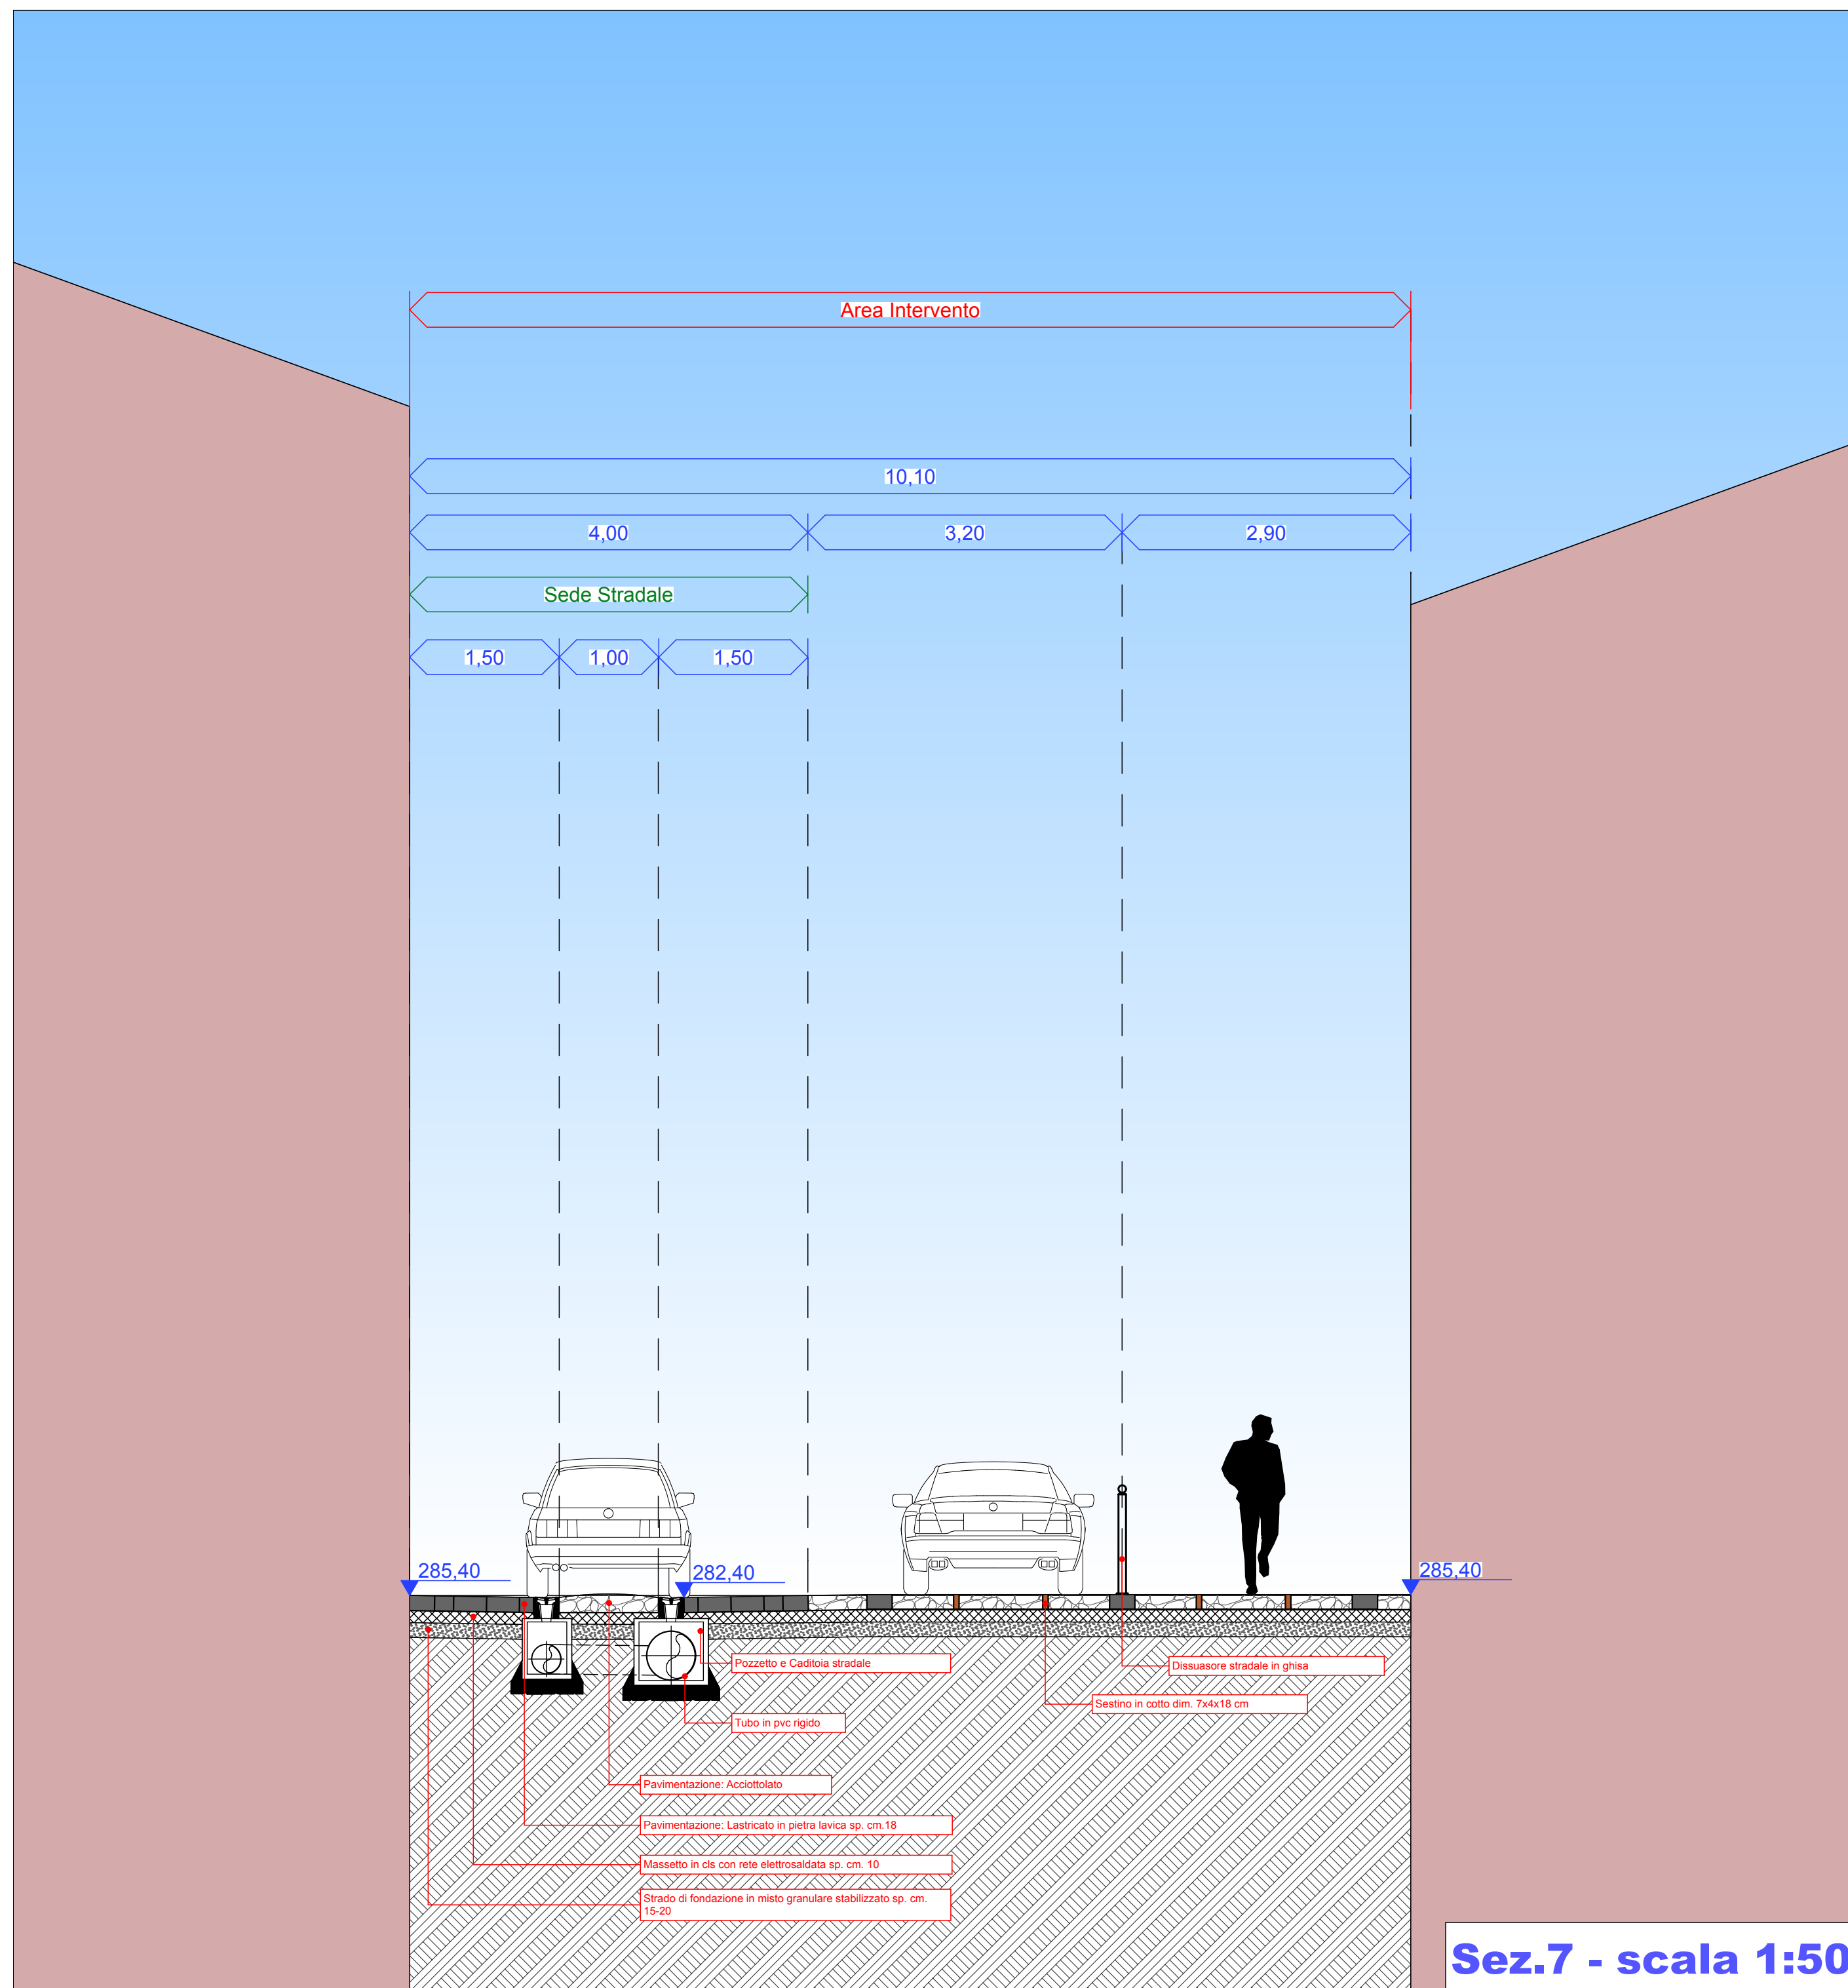 Area Intervento
10,10
4,00
3,20
2,90
Sede Stradale
1,50
1,00
1,50
285,40
282,40
285,40
Pozzetto e Caditoia stradale
Dissuasore stradale in ghisa
Sestino in cotto dim. 7x4x18 cm
Tubo in pvc rigido
Pavimentazione: Acciottolato
Pavimentazione: Lastricato in pietra lavica sp. cm.18
Massetto in cls con rete elettrosaldata sp. cm. 10
Strado di fondazione in misto granulare stabilizzato sp. cm.
15-20
Sez.7 - scala 1:50